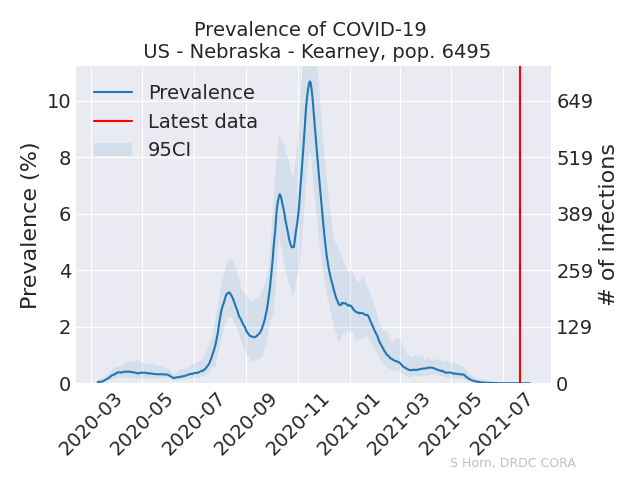 Prevalence of COVID-19
US - Nebraska - Kearney, pop. 6495
Prevalence
Latest data
95CI
Prevalence (%)
10
8
6
4
2
0
649
519
389
259
129
0
# of infections
2020-03
2020-05
2020-07
2020-09
2020-11
2021-01
2021-03
2021-05
2021-07
S Horn, DRDC CORA